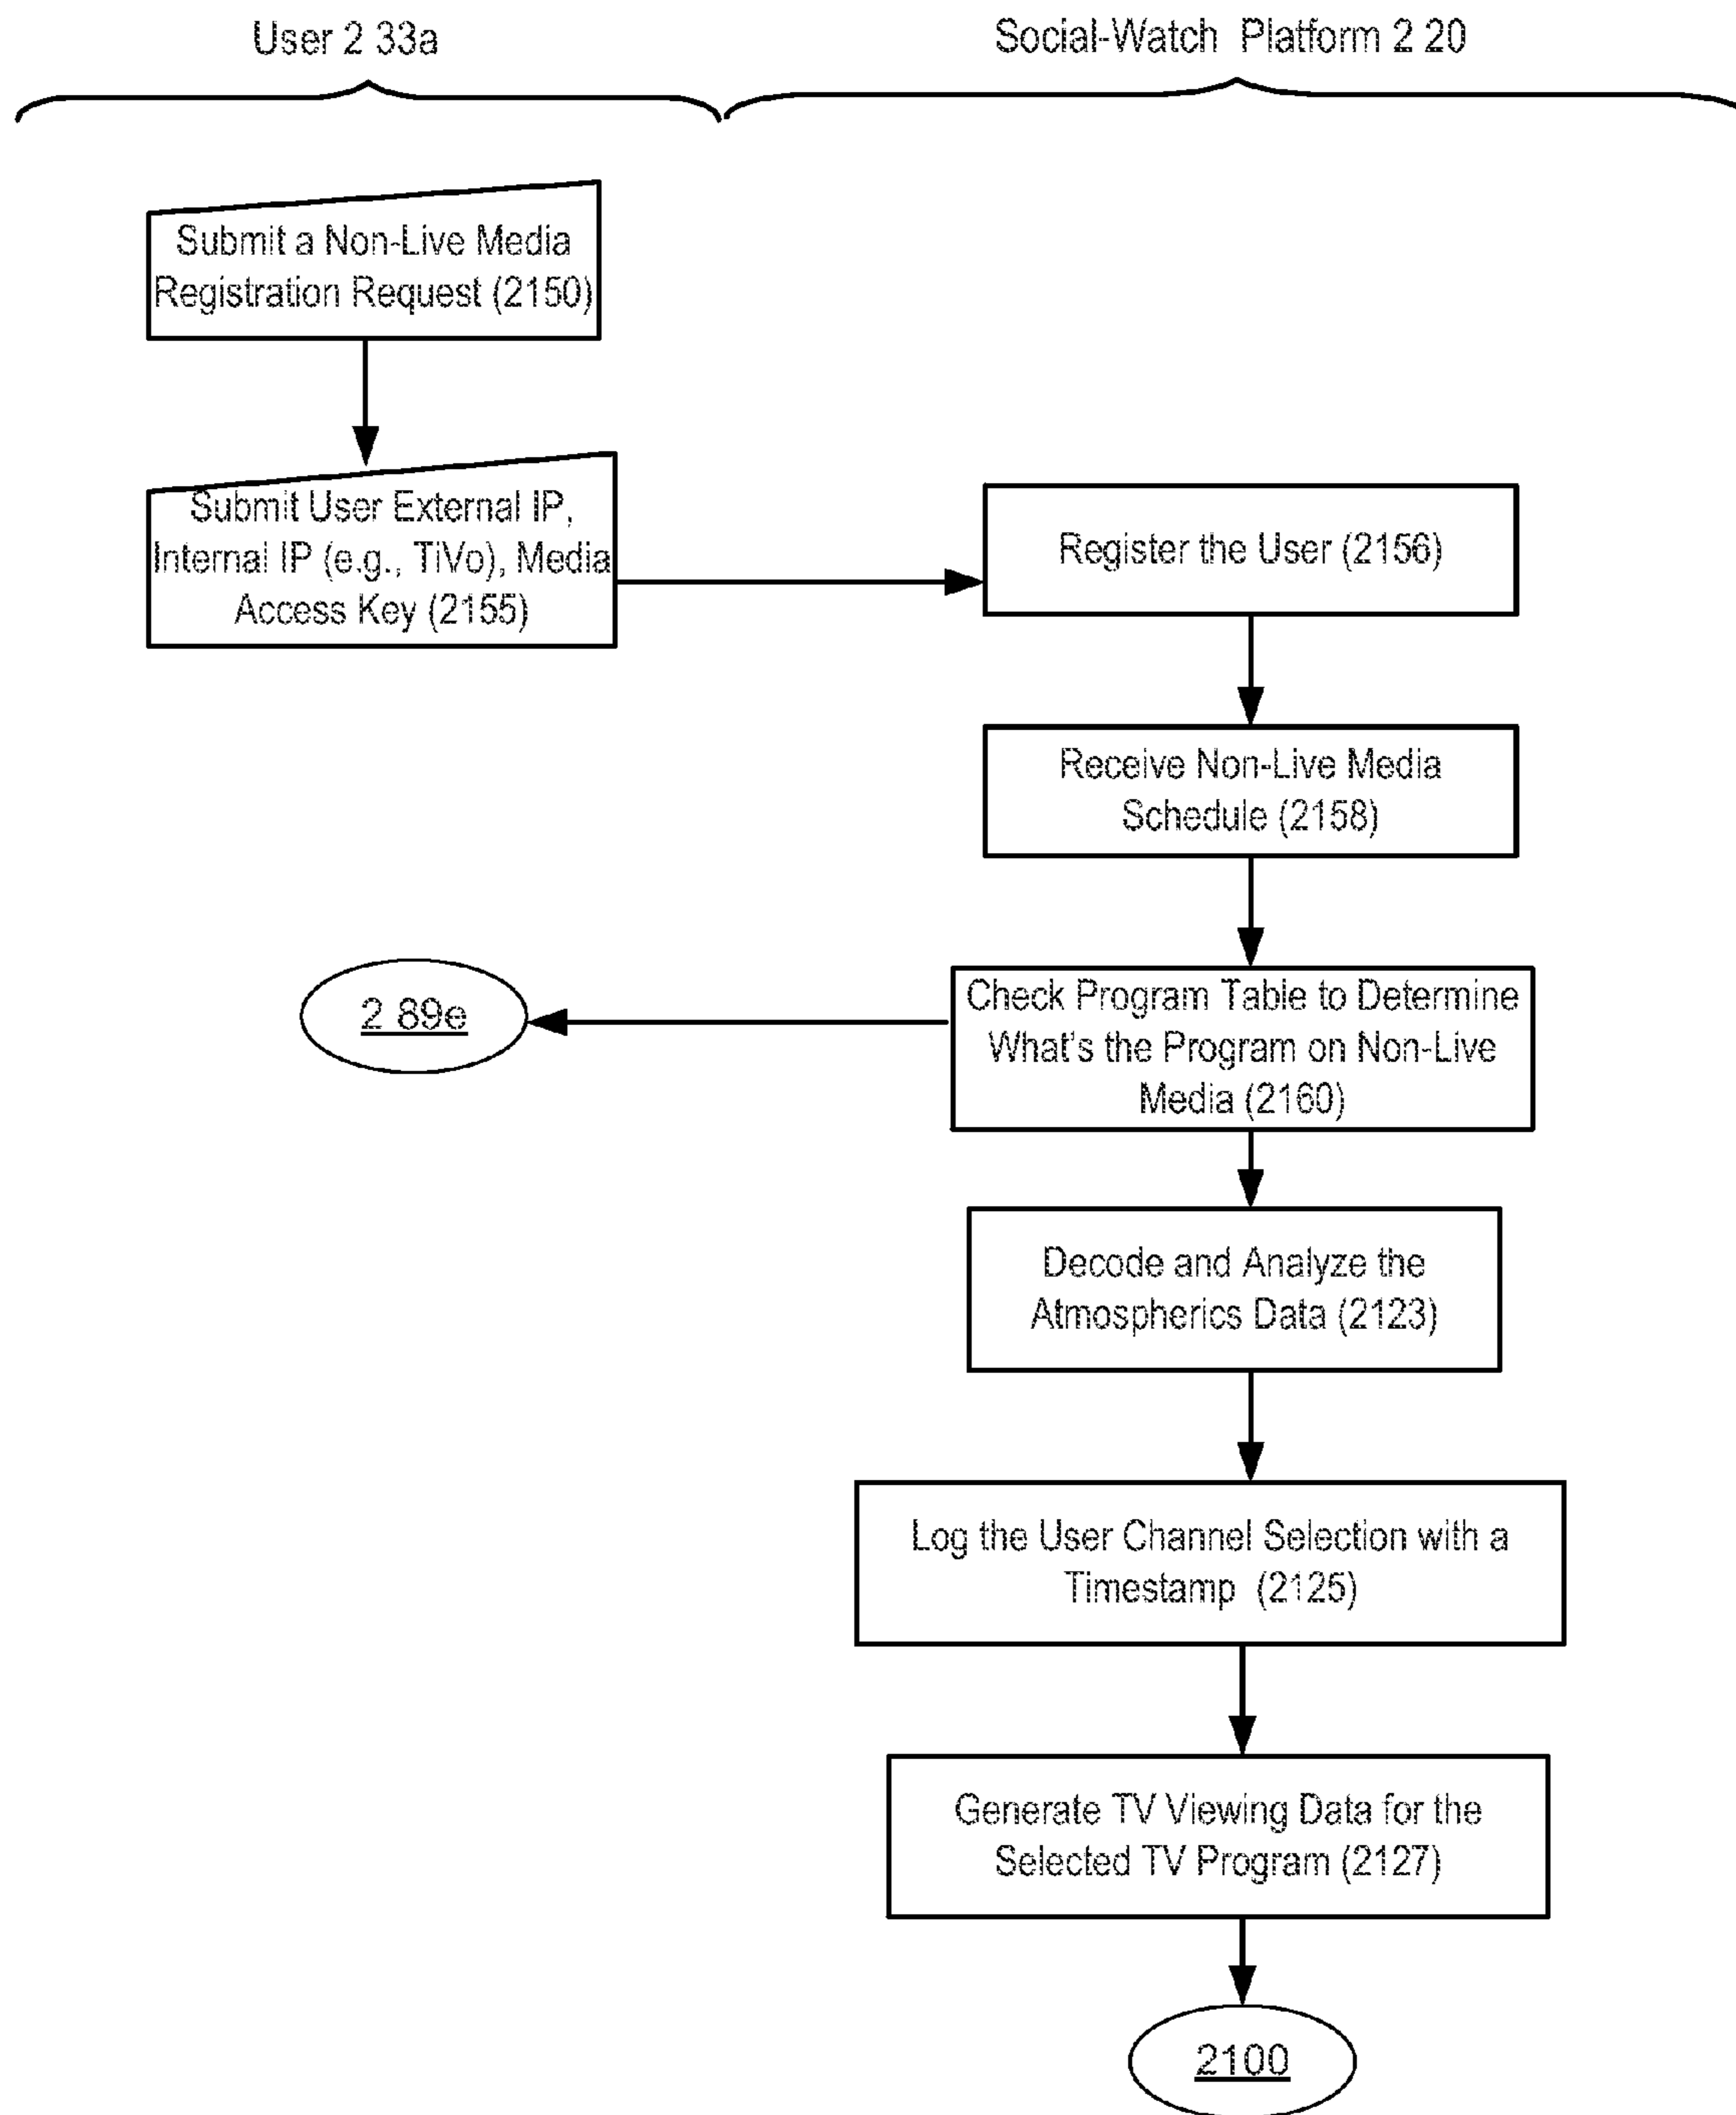 User 2 33a
Social-Watch Platform 2 20
Submit a Non-Live Media
Registration Request (2150)
Submit User External IP,
Internal IP (e.g., TiVo), Media
Access Key (2155)
Register the User (2156)
Receive Non-Live Media
Schedule (2158)
Check Program Table to Determine
What's the Program on Non-Live
Media (2160)
2 89e
Decode and Analyze the
Atmospherics Data (2123)
Log the User Channel Selection with a
Timestamp (2125)
Generate TV Viewing Data for the
Selected TV Program (2127)
2100